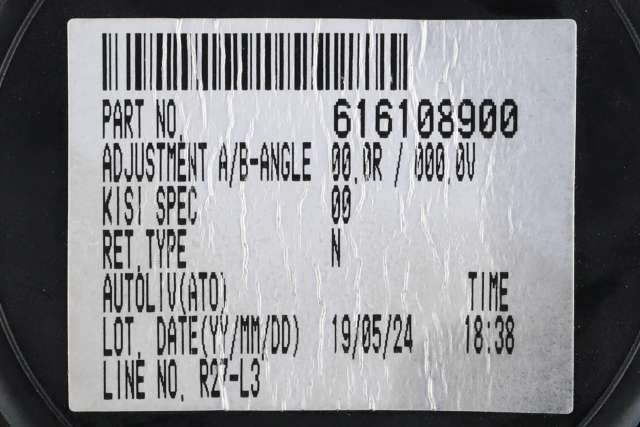 PART NO. 616108900
ADJUSTMENT A/B-ANGLE 00.0R / 000.0V
KISI SPEC 00
RET.TYPE N
AUTOLIV(ATO) TIME
LOT. DATE(YY/MM/DD) 19/05/24 18:38
LINE NO. R27-L3